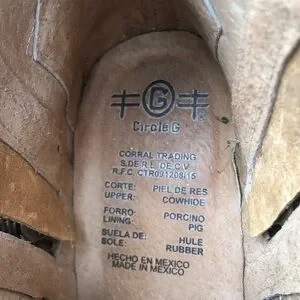 G
Circle G
CORRAL TRADING
S.DE R.L. DE C.V
R.F.C. CTR091208I15
CORTE: PIEL DE RES
UPPER: COWHIDE
FORRO: PORCINO
LINING: PIG
SUELA DE: HULE
SOLE: RUBBER
HECHO EN MEXICO
MADE IN MEXICO